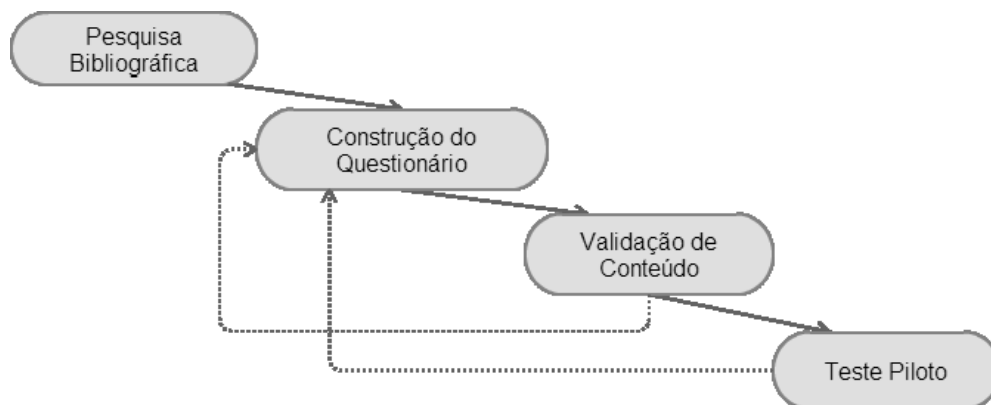 Pesquisa
Bibliográfica
Construção do
Questionário
Validação de
Conteúdo
Teste Piloto